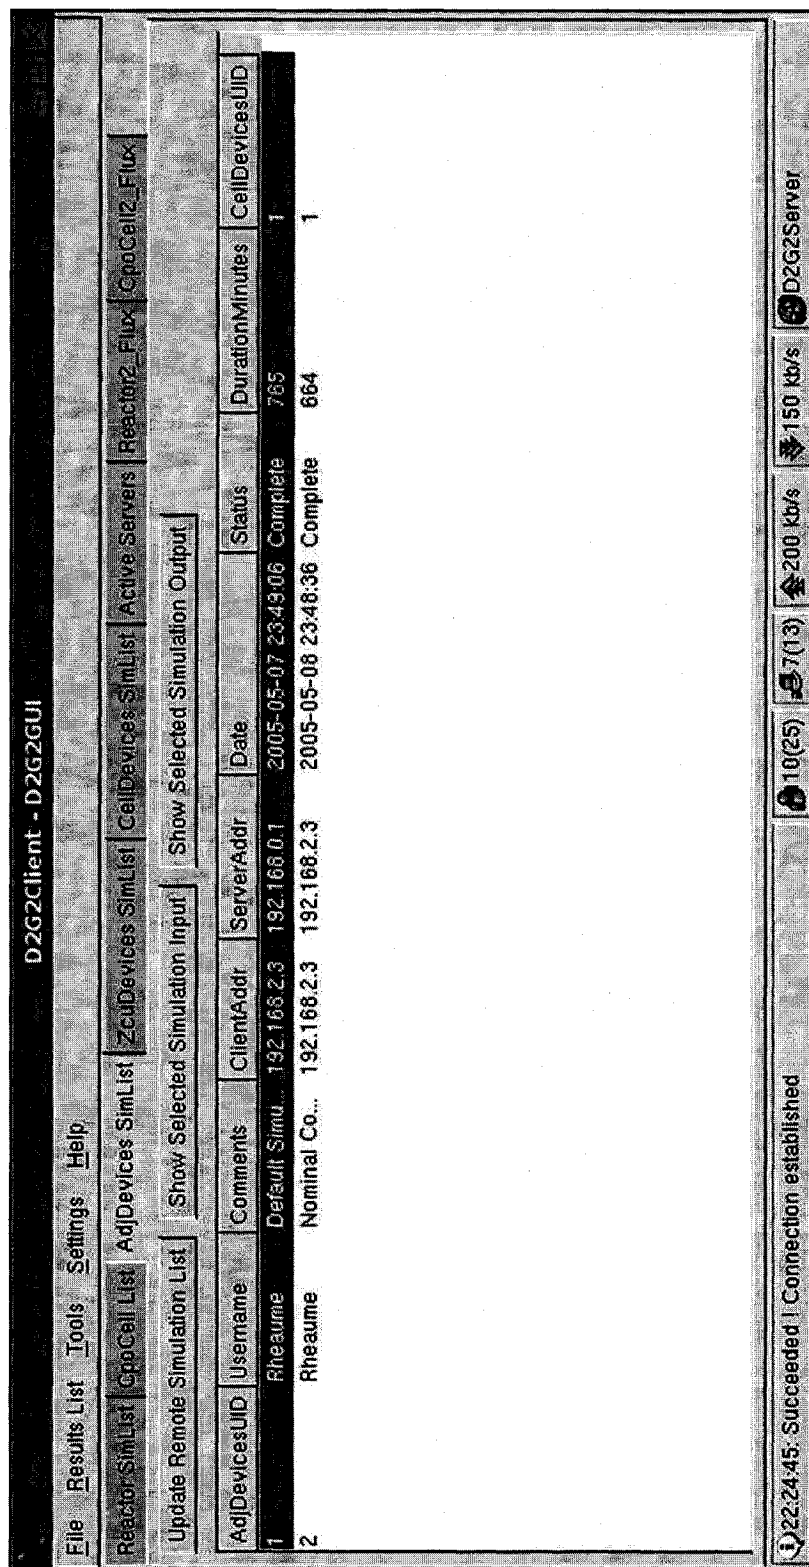 D2G2Client - D2G2GUI
File Results List Tools Settings Help
Reactor SimList CpoCell List AdjDevices SimList ZcuDevices SimList CellDevices SimList Active Servers Reactor2_Flux CpoCell2_Flux
Update Remote Simulation List Show Selected Simulation Input Show Selected Simulation Output
AdjDevicesUID Username Comments ClientAddr ServerAddr Date Status DurationMinutes CellDevicesUID
1 Rheaume Default Simu... 192.168.2.3 192.168.0.1 2005-05-07 23:49:06 Complete 765 1
2 Rheaume Nominal Co... 192.168.2.3 192.168.2.3 2005-05-08 23:48:36 Complete 664 1
22:24:45: Succeeded ! Connection established 10(25) 7(13) 200 kb/s 150 kb/s D2G2Server